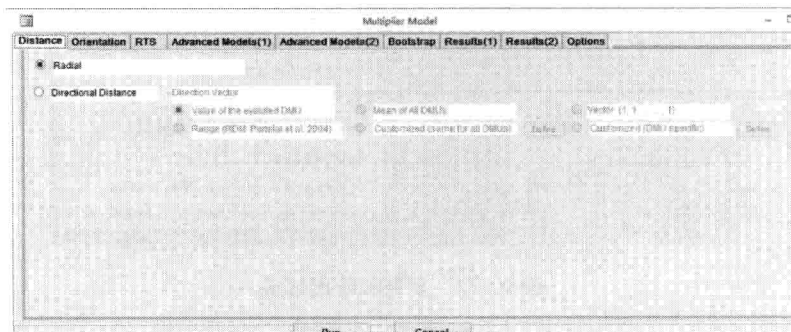 Multiplier Model
Distance Orientation RTS Advanced Models(1) Advanced Models(2) Bootstrap Results(1) Results(2) Options
Radial
Directional Distance Direction Vector
Value of the evaluted DMU Mean of All DMUs Vector (1, 1 1)
Range (RDM Portela et al. 2004) Customized (same for all DMUs) Define Customized (DMU specific) Define
Run Cancel